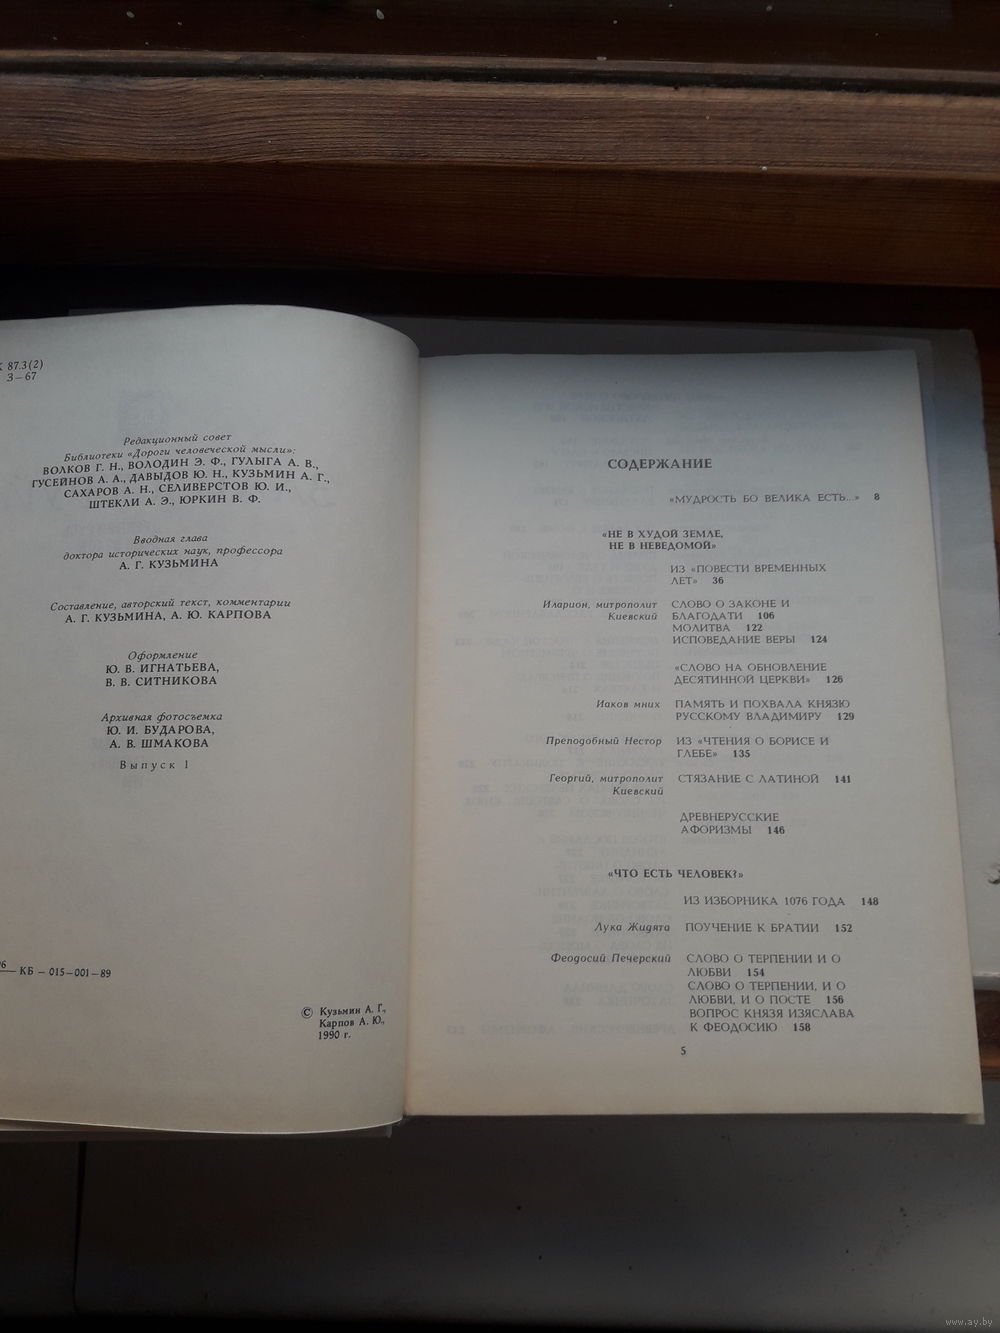 К 87.3(2)
З—67
Редакционный совет
Библиотеки «Дороги человеческой мысли»:
ВОЛКОВ Г. Н., ВОЛОДИН Э. Ф., ГУЛЫГА А. В.,
ГУСЕЙНОВ А. А., ДАВЫДОВ Ю. Н., КУЗЬМИН А. Г.,
САХАРОВ А. Н., СЕЛИВЕРСТОВ Ю. И.,
ШТЕКЛИ А. Э., ЮРКИН В. Ф.
Вводная глава
доктора исторических наук, профессора
А. Г. КУЗЬМИНА
Составление, авторский текст, комментарии
А. Г. КУЗЬМИНА, А. Ю. КАРПОВА
Оформление
Ю. В. ИГНАТЬЕВА,
В. В. СИТНИКОВА
Архивная фотосъемка
Ю. И. БУДАРОВА,
А. В. ШМАКОВА
Выпуск 1
КБ—015—001—89
© Кузьмин А. Г.,
Карпов А. Ю.,
1990 г.
СОДЕРЖАНИЕ
«МУДРОСТЬ БО ВЕЛИКА ЕСТЬ...» 8
«НЕ В ХУДОЙ ЗЕМЛЕ,
НЕ В НЕВЕДОМОЙ»
ИЗ «ПОВЕСТИ ВРЕМЕННЫХ
ЛЕТ» 36
Иларион, митрополит СЛОВО О ЗАКОНЕ И
Киевский БЛАГОДАТИ 106
МОЛИТВА 122
ИСПОВЕДАНИЕ ВЕРЫ 124
«СЛОВО НА ОБНОВЛЕНИЕ
ДЕСЯТИННОЙ ЦЕРКВИ» 126
Иаков мних ПАМЯТЬ И ПОХВАЛА КНЯЗЮ
РУССКОМУ ВЛАДИМИРУ 129
Преподобный Нестор ИЗ «ЧТЕНИЯ О БОРИСЕ И
ГЛЕБЕ» 135
Георгий, митрополит СТЯЗАНИЕ С ЛАТИНОЙ 141
Киевский
ДРЕВНЕРУССКИЕ
АФОРИЗМЫ 146
«ЧТО ЕСТЬ ЧЕЛОВЕК?»
ИЗ ИЗБОРНИКА 1076 ГОДА 148
Лука Жидята ПОУЧЕНИЕ К БРАТИИ 152
Феодосий Печерский СЛОВО О ТЕРПЕНИИ И О
ЛЮБВИ 154
СЛОВО О ТЕРПЕНИИ, И О
ЛЮБВИ, И О ПОСТЕ 156
ВОПРОС КНЯЗЯ ИЗЯСЛАВА
К ФЕОДОСИЮ 158
5
www.ay.by